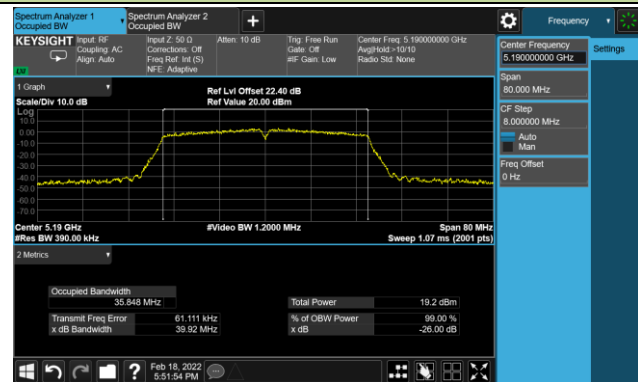 Spectrum Analyzer 1
Occupied BW
Spectrum Analyzer 2
Occupied BW
+
Frequency
KEYSIGHT
Input: RF
Coupling: AC
Align: Auto
Input Z: 50 Ω
Corrections: Off
Freq Ref: Int (S)
NFE: Adaptive
Atten: 10 dB
Trig: Free Run
Gate: Off
#IF Gain: Low
Center Freq: 5.190000000 GHz
Avg|Hold:>10/10
Radio Std: None
Center Frequency
5.190000000 GHz
Settings
Span
80.000 MHz
CF Step
8.000000 MHz
Auto
Man
Freq Offset
0 Hz
1 Graph
Scale/Div 10.0 dB
Ref Lvl Offset 22.40 dB
Ref Value 20.00 dBm
Log
10.0
0.00
-10.0
-20.0
-30.0
-40.0
-50.0
-60.0
-70.0
Center 5.19 GHz
#Video BW 1.2000 MHz
Span 80 MHz
#Res BW 390.00 kHz
Sweep 1.07 ms (2001 pts)
2 Metrics
Occupied Bandwidth
35.848 MHz
Total Power
19.2 dBm
Transmit Freq Error
61.111 kHz
% of OBW Power
99.00 %
x dB Bandwidth
39.92 MHz
x dB
-26.00 dB
?
Feb 18, 2022
5:51:54 PM